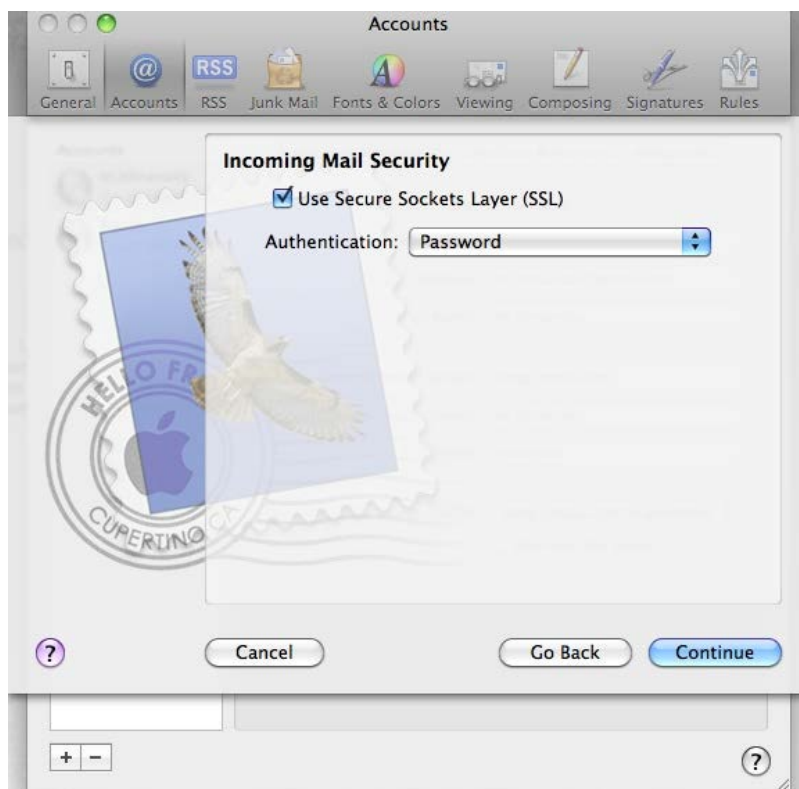 Accounts
General Accounts RSS Junk Mail Fonts & Colors Viewing Composing Signatures Rules
RSS
Incoming Mail Security
Use Secure Sockets Layer (SSL)
Authentication: Password
HELLO FR
CUPERTINO CA
? Cancel Go Back Continue
+ - ?